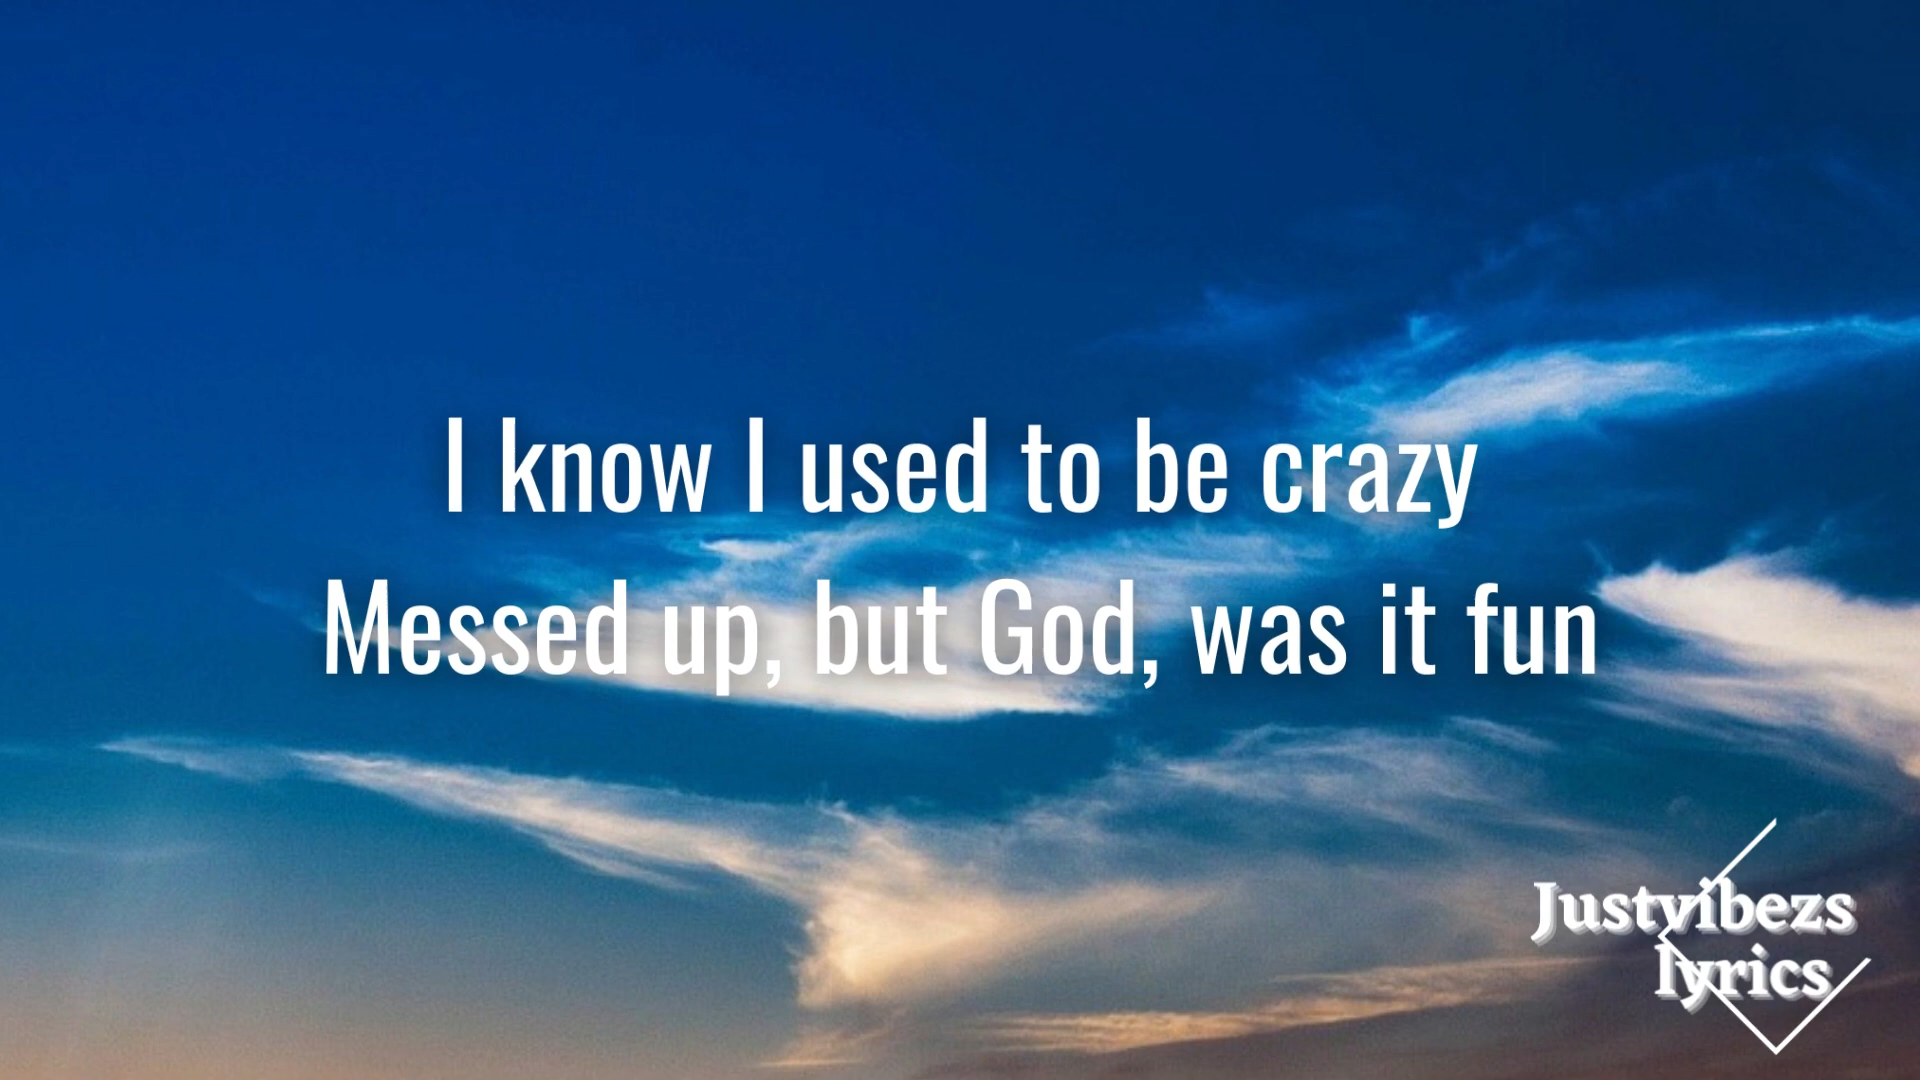 I know I used to be crazy
Messed up, but God, was it fun
Justvibezs
lyrics